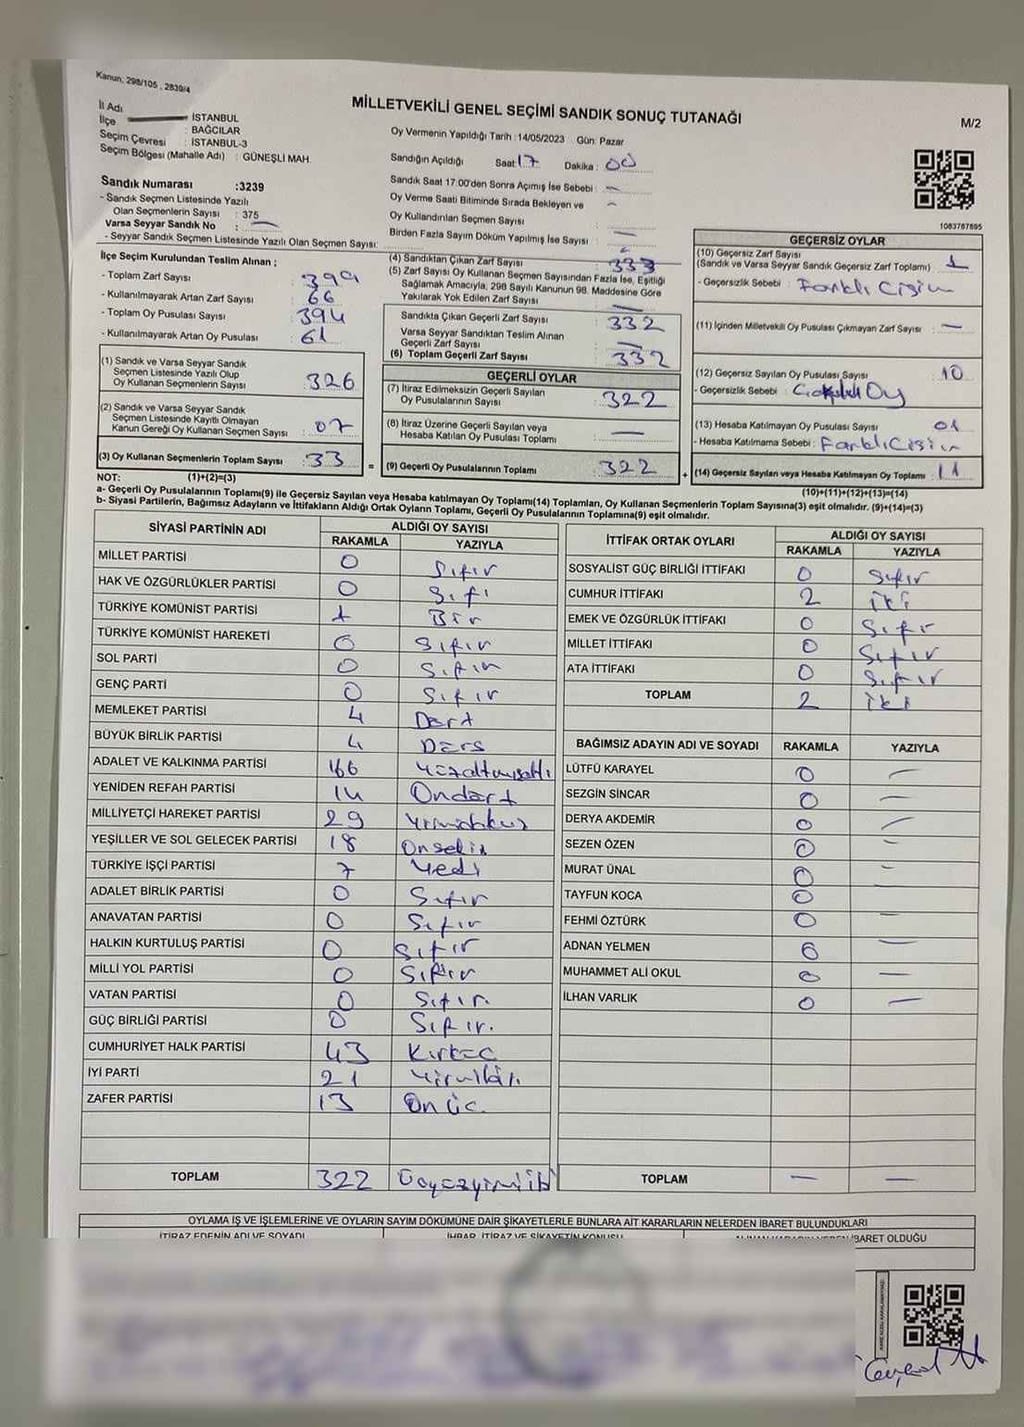 Kanun; 298/105 , 2839/4
MİLLETVEKİLİ GENEL SEÇİMİ SANDIK SONUÇ TUTANAĞI
M/2
İl Adı : İSTANBUL
İlçe : BAĞCILAR
Seçim Çevresi : İSTANBUL-3
Seçim Bölgesi (Mahalle Adı) : GÜNEŞLİ MAH.
Oy Vermenin Yapıldığı Tarih :14/05/2023 Gün: Pazar
Sandığın Açıldığı Saat:17 Dakika : 00
Sandık Saat 17:00'den Sonra Açımış İse Sebebi : —
Oy Verme Saati Bitiminde Sırada Bekleyen ve
Oy Kullandırılan Seçmen Sayısı : —
Birden Fazla Sayım Döküm Yapılmış İse Sayısı : —
1083767895
Sandık Numarası :3239
- Sandık Seçmen Listesinde Yazılı
Olan Seçmenlerin Sayısı : 375
Varsa Seyyar Sandık No : —
- Seyyar Sandık Seçmen Listesinde Yazılı Olan Seçmen Sayısı:
İlçe Seçim Kurulundan Teslim Alınan ;
- Toplam Zarf Sayısı : 399
- Kullanılmayarak Artan Zarf Sayısı : 66
- Toplam Oy Pusulası Sayısı : 394
- Kullanılmayarak Artan Oy Pusulası : 61
(1) Sandık ve Varsa Seyyar Sandık
Seçmen Listesinde Yazılı Olup
Oy Kullanan Seçmenlerin Sayısı : 326
(2) Sandık ve Varsa Seyyar Sandık
Seçmen Listesinde Kayıtlı Olmayan
Kanun Gereği Oy Kullanan Seçmen Sayısı : 07
(3) Oy Kullanan Seçmenlerin Toplam Sayısı : 33
(1)+(2)=(3)
(4) Sandıktan Çıkan Zarf Sayısı : 333
(5) Zarf Sayısı Oy Kullanan Seçmen Sayısından Fazla İse, Eşitliği
Sağlamak Amacıyla, 298 Sayılı Kanunun 98. Maddesine Göre
Yakılarak Yok Edilen Zarf Sayısı : —
Sandıkta Çıkan Geçerli Zarf Sayısı : 332
Varsa Seyyar Sandıktan Teslim Alınan
Geçerli Zarf Sayısı : —
(6) Toplam Geçerli Zarf Sayısı : 332
GEÇERLİ OYLAR
(7) İtiraz Edilmeksizin Geçerli Sayılan
Oy Pusulalarının Sayısı : 322
(8) İtiraz Üzerine Geçerli Sayılan veya
Hesaba Katılan Oy Pusulası Toplamı : —
= (9) Geçerli Oy Pusulalarının Toplamı : 322
GEÇERSİZ OYLAR
(10) Geçersiz Zarf Sayısı
(Sandık ve Varsa Seyyar Sandık Geçersiz Zarf Toplamı) : 1
- Geçersizlik Sebebi : Farklı Cisim
(11) İçinden Milletvekili Oy Pusulası Çıkmayan Zarf Sayısı : —
(12) Geçersiz Sayılan Oy Pusulası Sayısı : 10
- Geçersizlik Sebebi : Oy
(13) Hesaba Katılmayan Oy Pusulası Sayısı : 01
- Hesaba Katılmama Sebebi : Farklı Cisim
+ (14) Geçersiz Sayılan veya Hesaba Katılmayan Oy Toplamı : 11
(10)+(11)+(12)+(13)=(14)
NOT:
a- Geçerli Oy Pusulalarının Toplamı(9) ile Geçersiz Sayılan veya Hesaba katılmayan Oy Toplamı(14) Toplamları, Oy Kullanan Seçmenlerin Toplam Sayısına(3) eşit olmalıdır. (9)+(14)=(3)
b- Siyasi Partilerin, Bağımsız Adayların ve İttifakların Aldığı Ortak Oyların Toplamı, Geçerli Oy Pusulalarının Toplamına(9) eşit olmalıdır.
SİYASİ PARTİNİN ADI ALDIĞI OY SAYISI
RAKAMLA YAZIYLA
MİLLET PARTİSİ 0 Sıfır
HAK VE ÖZGÜRLÜKLER PARTİSİ 0 Sıfı
TÜRKİYE KOMÜNİST PARTİSİ 1 Bir
TÜRKİYE KOMÜNİST HAREKETİ 0 Sıfır
SOL PARTİ 0 Sıfır
GENÇ PARTİ 0 Sıfır
MEMLEKET PARTİSİ 4 Dört
BÜYÜK BİRLİK PARTİSİ 4
ADALET VE KALKINMA PARTİSİ 166 Yüzaltmışaltı
YENİDEN REFAH PARTİSİ 14 Ondört
MİLLİYETÇİ HAREKET PARTİSİ 29
YEŞİLLER VE SOL GELECEK PARTİSİ 18 Onsekiz
TÜRKİYE İŞÇİ PARTİSİ 7 Yedi
ADALET BİRLİK PARTİSİ 0 Sıfır
ANAVATAN PARTİSİ 0 Sıfır
HALKIN KURTULUŞ PARTİSİ 0 Sıfır
MİLLİ YOL PARTİSİ 0 Sıfır
VATAN PARTİSİ 0 Sıfır.
GÜÇ BİRLİĞİ PARTİSİ 0 Sıfır.
CUMHURİYET HALK PARTİSİ 43 Kırküç
İYİ PARTİ 21
ZAFER PARTİSİ 13 On üç
TOPLAM 322
İTTİFAK ORTAK OYLARI ALDIĞI OY SAYISI
RAKAMLA YAZIYLA
SOSYALİST GÜÇ BİRLİĞİ İTTİFAKI 0 Sıfır
CUMHUR İTTİFAKI 2 İki
EMEK VE ÖZGÜRLÜK İTTİFAKI 0 Sıfır
MİLLET İTTİFAKI 0 Sıfır
ATA İTTİFAKI 0 Sıfır
TOPLAM 2 İki
BAĞIMSIZ ADAYIN ADI VE SOYADI RAKAMLA YAZIYLA
LÜTFÜ KARAYEL 0 —
SEZGİN SİNCAR 0 —
DERYA AKDEMİR 0 —
SEZEN ÖZEN 0 —
MURAT ÜNAL 0 —
TAYFUN KOCA 0
FEHMİ ÖZTÜRK 0 —
ADNAN YELMEN 0 —
MUHAMMET ALİ OKUL 0 —
İLHAN VARLIK 0 —
TOPLAM — —
OYLAMA İŞ VE İŞLEMLERİNE VE OYLARIN SAYIM DÖKÜMÜNE DAİR ŞİKAYETLERLE BUNLARA AİT KARARLARIN NELERDEN İBARET BULUNDUKLARI
İTİRAZ EDENİN ADI VE SOYADI İHBAR, İTİRAZ VE ŞİKAYETİN KONUSU İBARET OLDUĞU